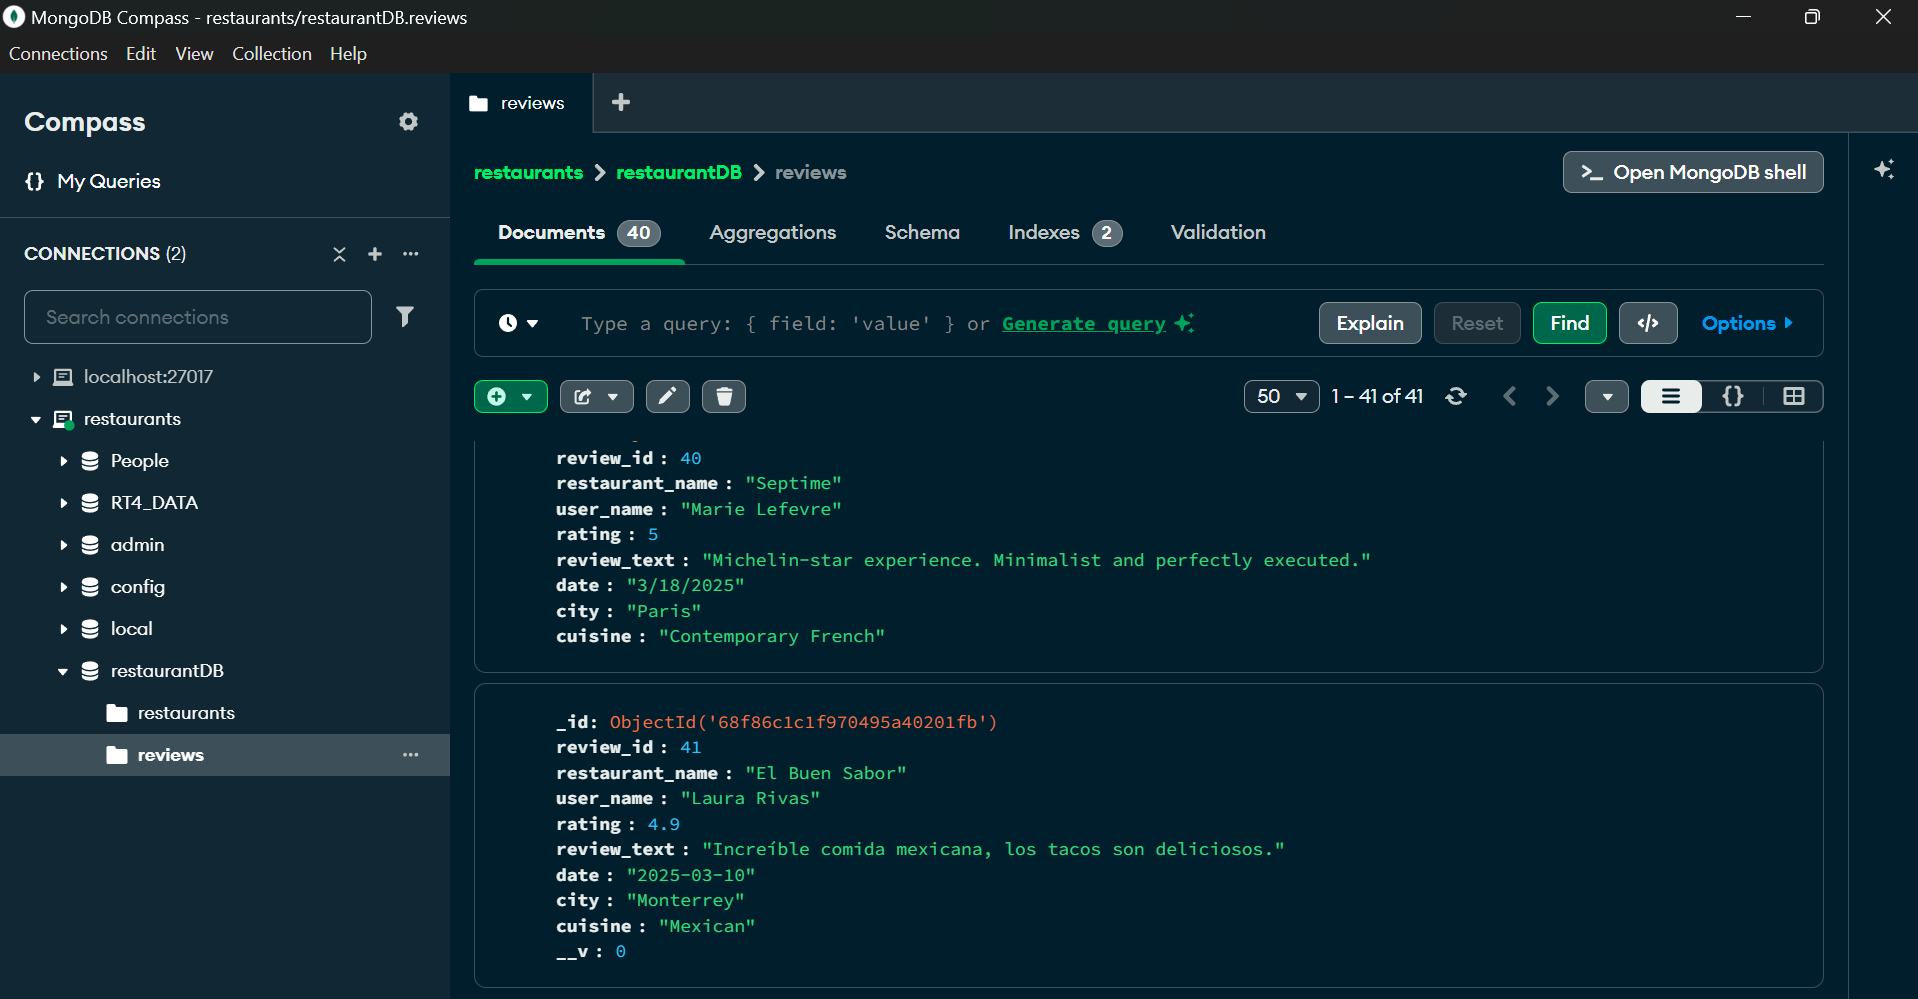 MongoDB Compass - restaurants/restaurantDB.reviews
Connections Edit View Collection Help
Compass
{} My Queries
CONNECTIONS (2)
Search connections
localhost:27017
restaurants
People
RT4_DATA
admin
config
local
restaurantDB
restaurants
reviews
reviews
restaurants > restaurantDB > reviews
>_ Open MongoDB shell
Documents 40 Aggregations Schema Indexes 2 Validation
Type a query: { field: 'value' } or Generate query
Explain Reset Find </> Options
50 1 – 41 of 41 {}
review_id : 40
restaurant_name : "Septime"
user_name : "Marie Lefevre"
rating : 5
review_text : "Michelin-star experience. Minimalist and perfectly executed."
date : "3/18/2025"
city : "Paris"
cuisine : "Contemporary French"
_id: ObjectId('68f86c1c1f970495a40201fb')
review_id : 41
restaurant_name : "El Buen Sabor"
user_name : "Laura Rivas"
rating : 4.9
review_text : "Increíble comida mexicana, los tacos son deliciosos."
date : "2025-03-10"
city : "Monterrey"
cuisine : "Mexican"
__v : 0